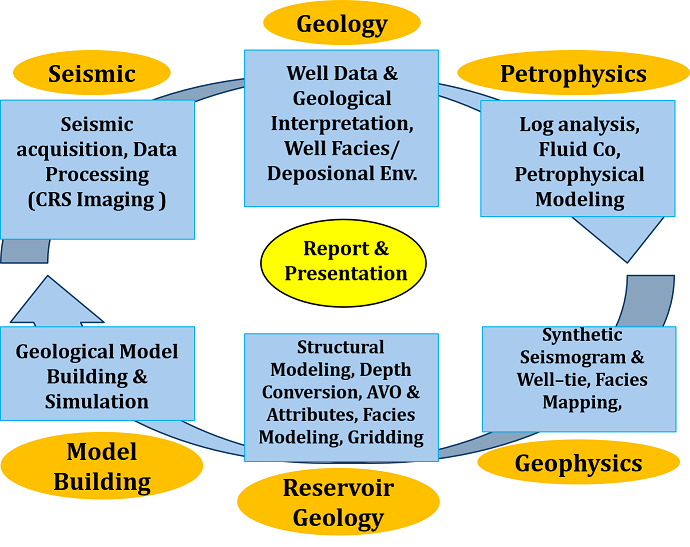 Geology
Seismic
Petrophysics
Well Data &
Geological
Interpretation,
Well Facies/
Deposional Env.
Seismic
acquisition, Data
Processing
(CRS Imaging )
Log analysis,
Fluid Co,
Petrophysical
Modeling
Report &
Presentation
Geological Model
Building &
Simulation
Structural
Modeling, Depth
Conversion, AVO &
Attributes, Facies
Modeling, Gridding
Synthetic
Seismogram &
Well–tie, Facies
Mapping,
Model
Building
Reservoir
Geology
Geophysics